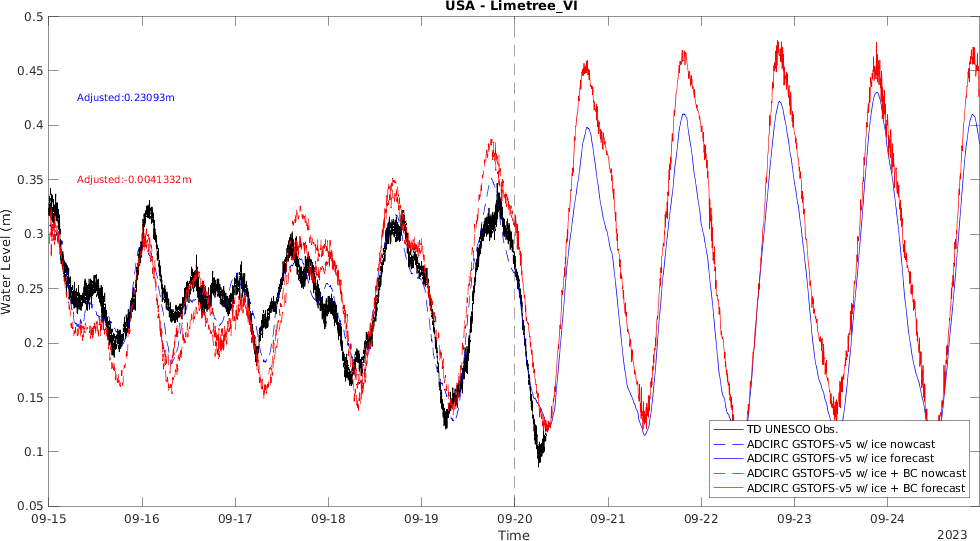 USA - Limetree_VI
0.5
0.45
0.4
0.35
0.3
0.25
0.2
0.15
0.1
0.05
Water Level (m)
Adjusted:0.23093m
Adjusted:-0.0041332m
TD UNESCO Obs.
ADCIRC GSTOFS-v5 w/ ice nowcast
ADCIRC GSTOFS-v5 w/ ice forecast
ADCIRC GSTOFS-v5 w/ ice + BC nowcast
ADCIRC GSTOFS-v5 w/ ice + BC forecast
09-15 09-16 09-17 09-18 09-19 09-20 09-21 09-22 09-23 09-24
Time
2023